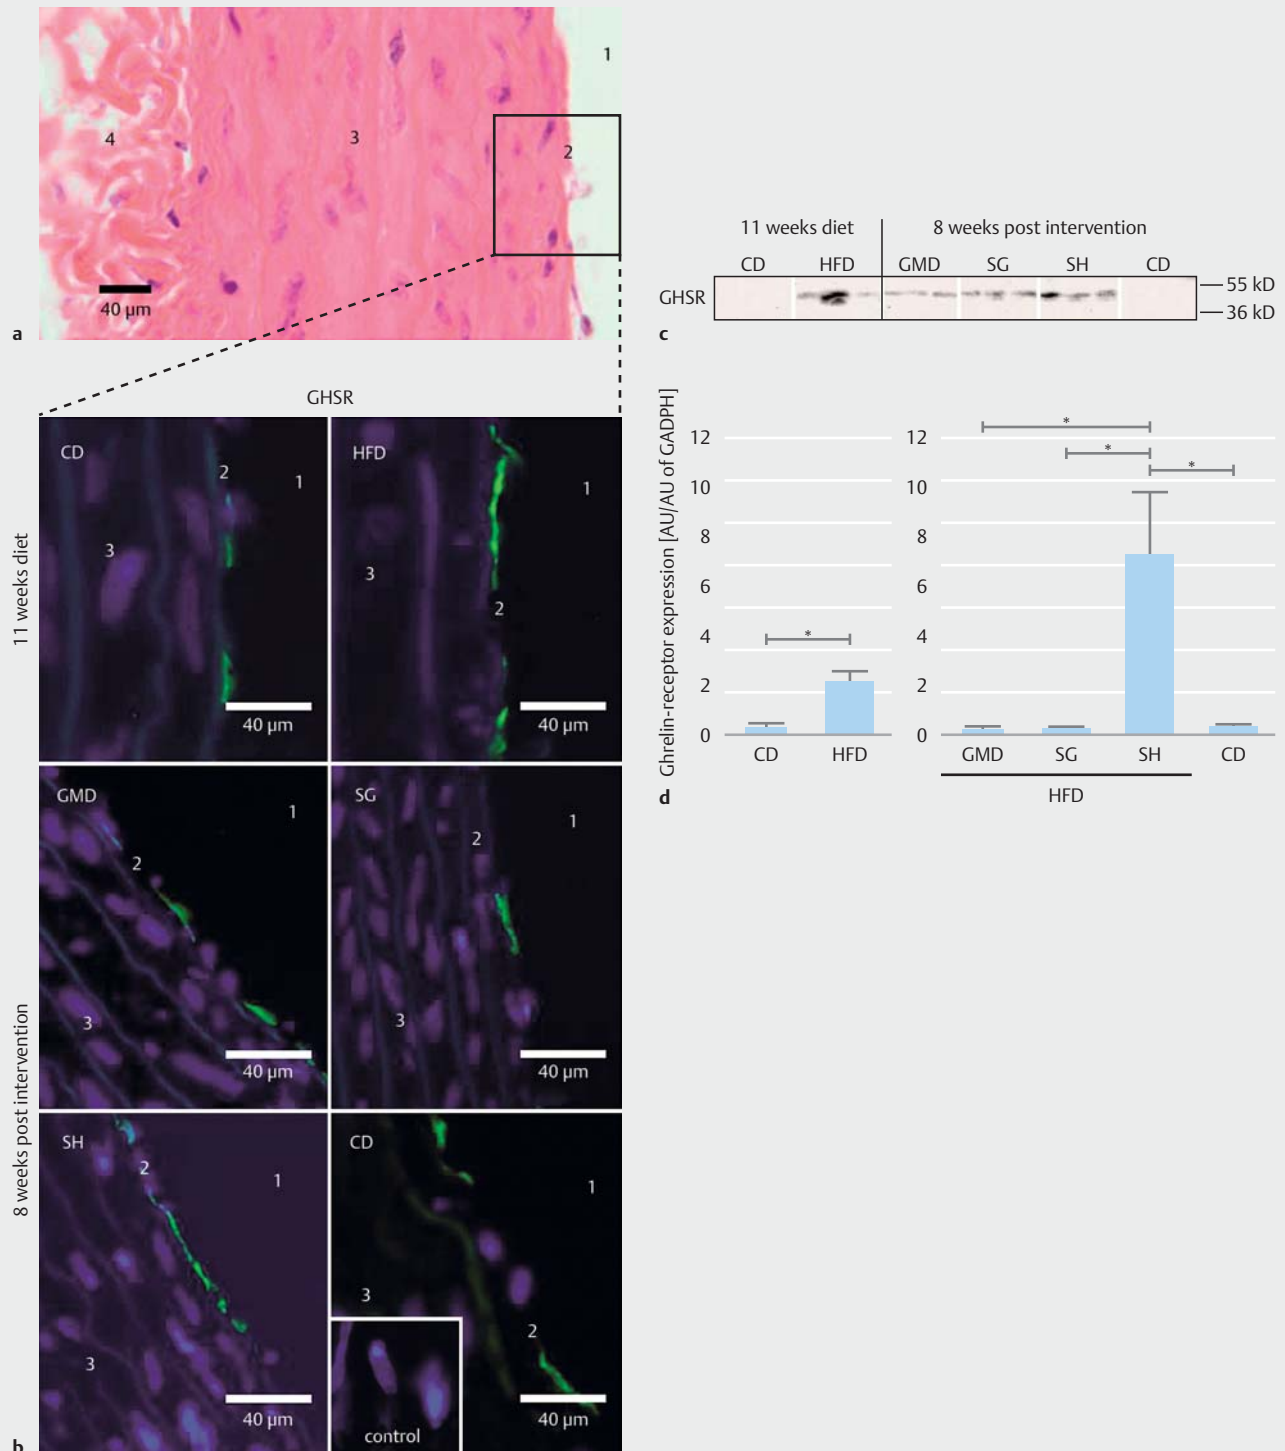 1
2
3
4
40 µm
a
GHSR
11 weeks diet
CD
1
2
3
40 µm
HFD
1
2
3
40 µm
8 weeks post intervention
GMD
1
2
3
40 µm
SG
1
2
3
40 µm
SH
1
2
3
40 µm
CD
1
2
3
40 µm
control
b
11 weeks diet
8 weeks post intervention
CD HFD GMD SG SH CD
GHSR
55 kD
36 kD
c
Ghrelin-receptor expression [AU/AU of GADPH]
12
10
8
6
4
2
0
*
CD HFD
12
10
8
6
4
2
0
*
*
*
GMD SG SH CD
HFD
d